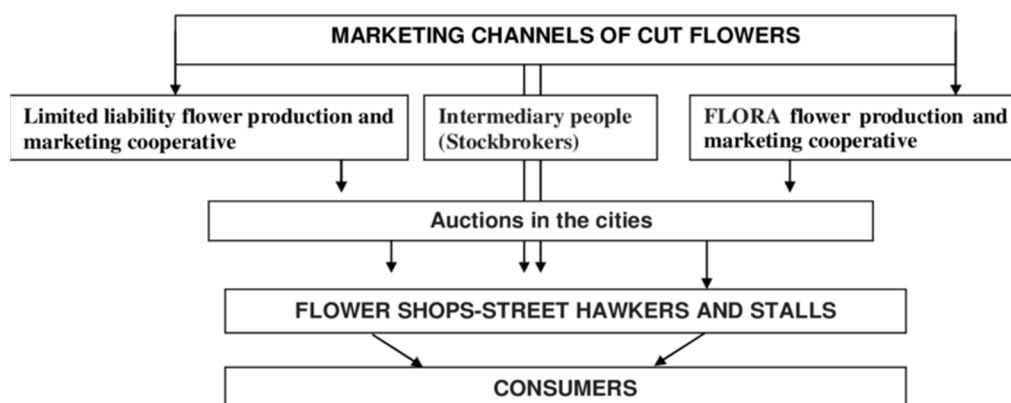 MARKETING CHANNELS OF CUT FLOWERS
Limited liability flower production and
marketing cooperative
Intermediary people
(Stockbrokers)
FLORA flower production and
marketing cooperative
Auctions in the cities
FLOWER SHOPS-STREET HAWKERS AND STALLS
CONSUMERS